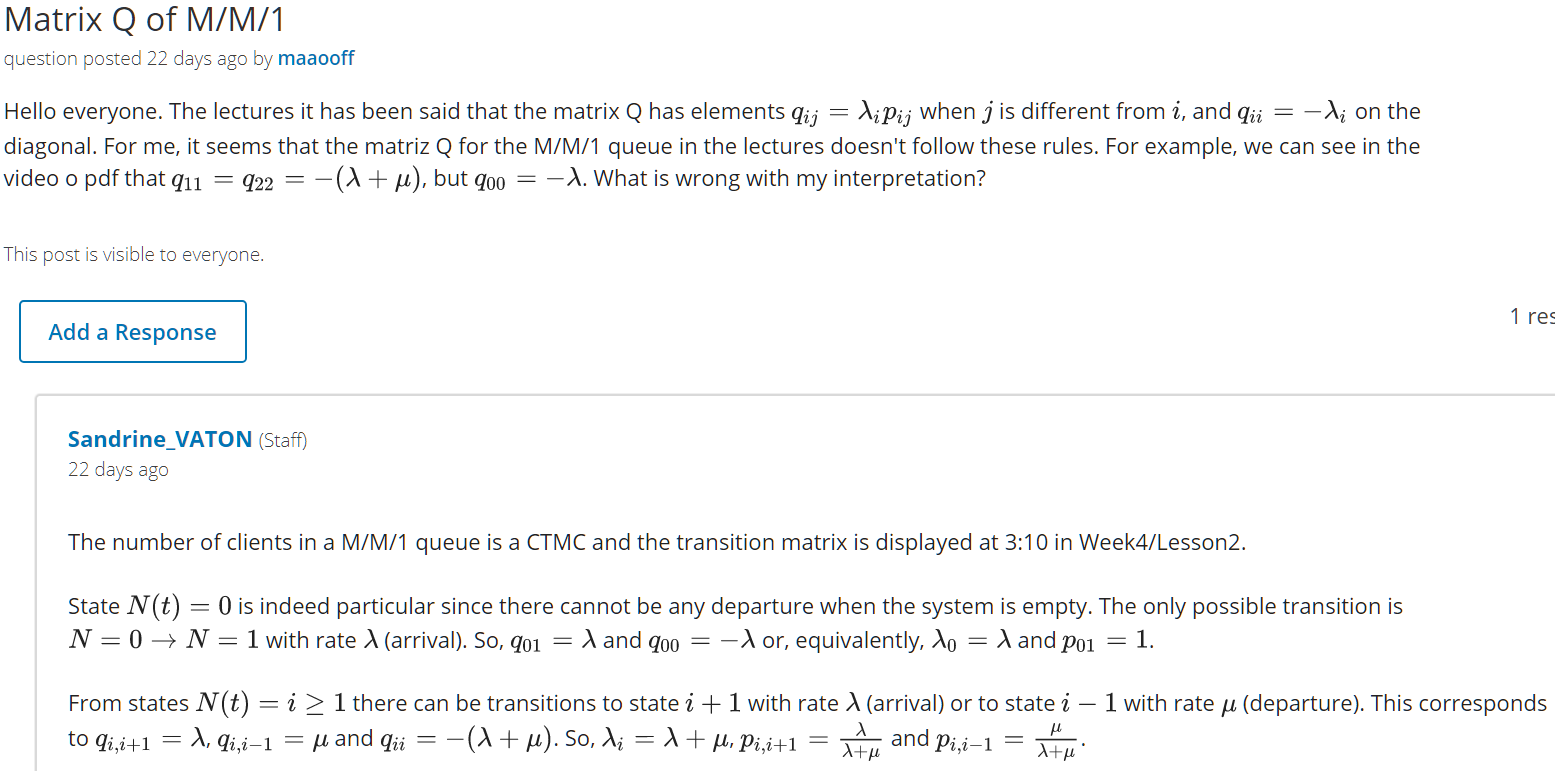 Matrix Q of M/M/1
question posted 22 days ago by maaooff
Hello everyone. The lectures it has been said that the matrix Q has elements $q_{ij} = \lambda_i p_{ij}$ when $j$ is different from $i$, and $q_{ii} = -\lambda_i$ on the
diagonal. For me, it seems that the matriz Q for the M/M/1 queue in the lectures doesn't follow these rules. For example, we can see in the
video o pdf that $q_{11} = q_{22} = -(\lambda + \mu)$, but $q_{00} = -\lambda$. What is wrong with my interpretation?
This post is visible to everyone.
Add a Response
1 res
Sandrine_VATON (Staff)
22 days ago
The number of clients in a M/M/1 queue is a CTMC and the transition matrix is displayed at 3:10 in Week4/Lesson2.
State $N(t) = 0$ is indeed particular since there cannot be any departure when the system is empty. The only possible transition is
$N = 0 \rightarrow N = 1$ with rate $\lambda$ (arrival). So, $q_{01} = \lambda$ and $q_{00} = -\lambda$ or, equivalently, $\lambda_0 = \lambda$ and $p_{01} = 1$.
From states $N(t) = i \geq 1$ there can be transitions to state $i + 1$ with rate $\lambda$ (arrival) or to state $i - 1$ with rate $\mu$ (departure). This corresponds
to $q_{i,i+1} = \lambda$, $q_{i,i-1} = \mu$ and $q_{ii} = -(\lambda + \mu)$. So, $\lambda_i = \lambda + \mu$, $p_{i,i+1} = \frac{\lambda}{\lambda+\mu}$ and $p_{i,i-1} = \frac{\mu}{\lambda+\mu}$.